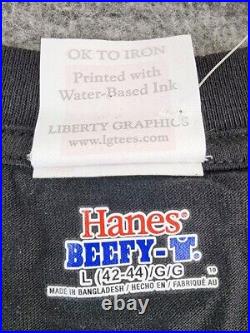 OK TO IRON
Printed with
Water-Based Ink
LIBERTY GRAPHICS
www.lgtees.com
Hanes®
BEEFY-T®
L (42-44)/G/G
10
MADE IN BANGLADESH / HECHO EN / FABRIQUÉ AU